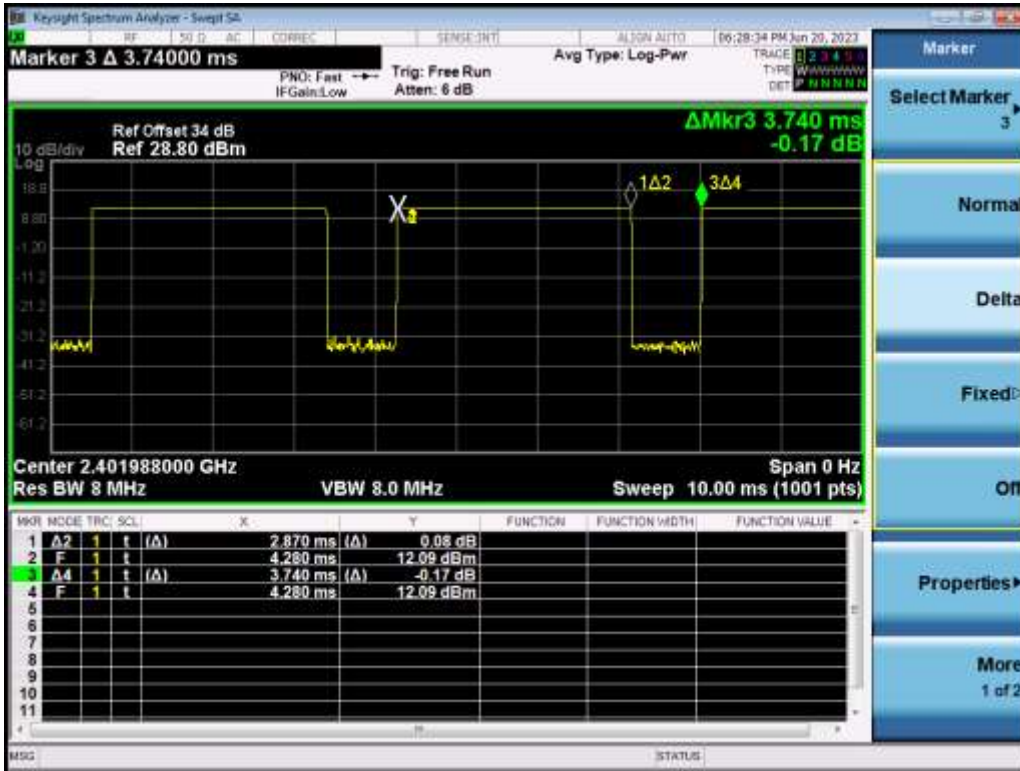 Keysight Spectrum Analyzer - Swept SA
RF 50 Ω AC CORREC SENSE:INT ALIGN AUTO 06:28:34 PM Jun 20, 2023
Marker 3 Δ 3.74000 ms
PNO: Fast
IFGain:Low
Trig: Free Run
Atten: 6 dB
Avg Type: Log-Pwr
TRACE 1 2 3 4 5 6
TYPE W
DET P N N N N N
ΔMkr3 3.740 ms
-0.17 dB
Ref Offset 34 dB
10 dB/div Ref 28.80 dBm
Log
18.8
8.80
-1.20
-11.2
-21.2
-31.2
-41.2
-51.2
-61.2
1Δ2 3Δ4
Center 2.401988000 GHz Span 0 Hz
Res BW 8 MHz VBW 8.0 MHz Sweep 10.00 ms (1001 pts)
MKR MODE TRC SCL X Y FUNCTION FUNCTION WIDTH FUNCTION VALUE
1 Δ2 1 t (Δ) 2.870 ms (Δ) 0.08 dB
2 F 1 t 4.280 ms 12.09 dBm
3 Δ4 1 t (Δ) 3.740 ms (Δ) -0.17 dB
4 F 1 t 4.280 ms 12.09 dBm
5
6
7
8
9
10
11
MSG STATUS
Marker
Select Marker
3
Normal
Delta
Fixed
Off
Properties
More
1 of 2